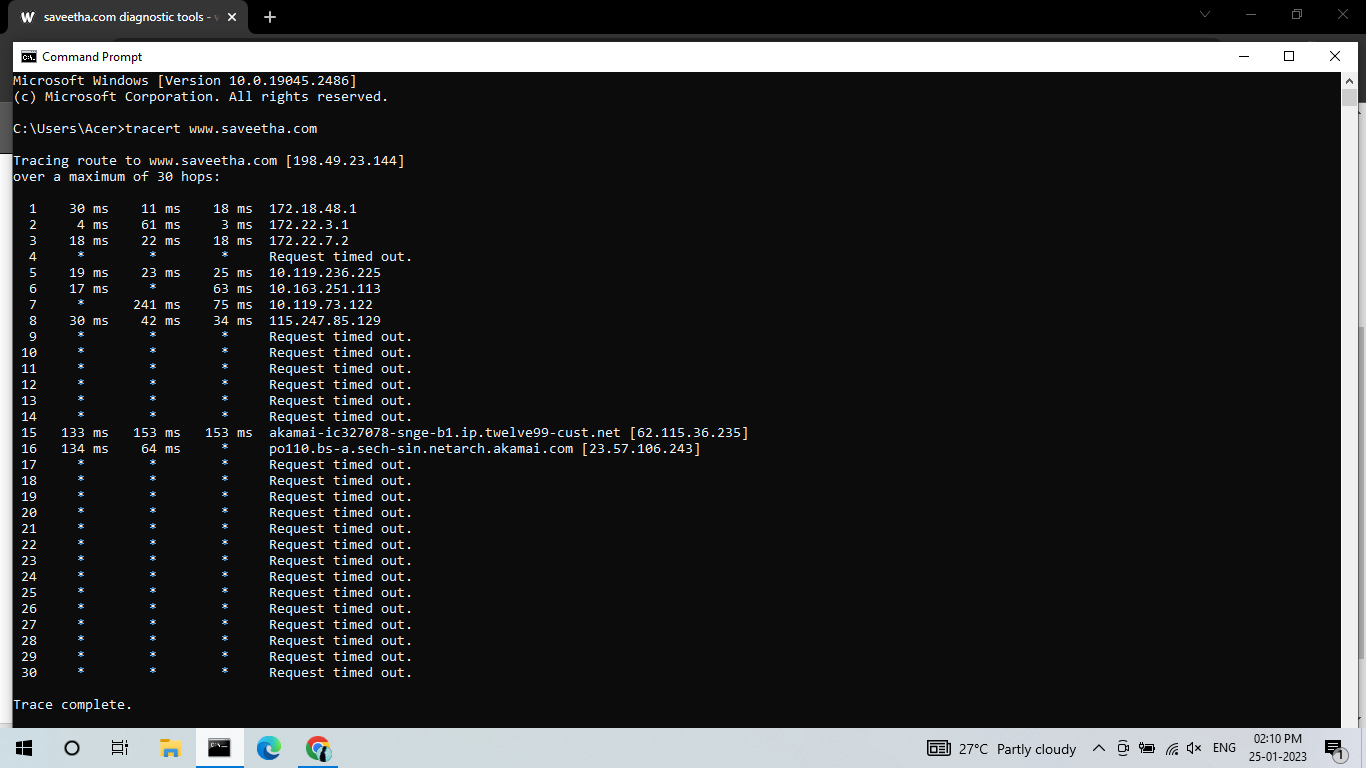 saveetha.com diagnostic tools - w
Command Prompt
Microsoft Windows [Version 10.0.19045.2486]
(c) Microsoft Corporation. All rights reserved.
C:\Users\Acer>tracert www.saveetha.com
Tracing route to www.saveetha.com [198.49.23.144]
over a maximum of 30 hops:
1 30 ms 11 ms 18 ms 172.18.48.1
2 4 ms 61 ms 3 ms 172.22.3.1
3 18 ms 22 ms 18 ms 172.22.7.2
4 * * * Request timed out.
5 19 ms 23 ms 25 ms 10.119.236.225
6 17 ms * 63 ms 10.163.251.113
7 * 241 ms 75 ms 10.119.73.122
8 30 ms 42 ms 34 ms 115.247.85.129
9 * * * Request timed out.
10 * * * Request timed out.
11 * * * Request timed out.
12 * * * Request timed out.
13 * * * Request timed out.
14 * * * Request timed out.
15 133 ms 153 ms 153 ms akamai-ic327078-snge-b1.ip.twelve99-cust.net [62.115.36.235]
16 134 ms 64 ms * po110.bs-a.sech-sin.netarch.akamai.com [23.57.106.243]
17 * * * Request timed out.
18 * * * Request timed out.
19 * * * Request timed out.
20 * * * Request timed out.
21 * * * Request timed out.
22 * * * Request timed out.
23 * * * Request timed out.
24 * * * Request timed out.
25 * * * Request timed out.
26 * * * Request timed out.
27 * * * Request timed out.
28 * * * Request timed out.
29 * * * Request timed out.
30 * * * Request timed out.
Trace complete.
27°C Partly cloudy ENG
02:10 PM
25-01-2023
1